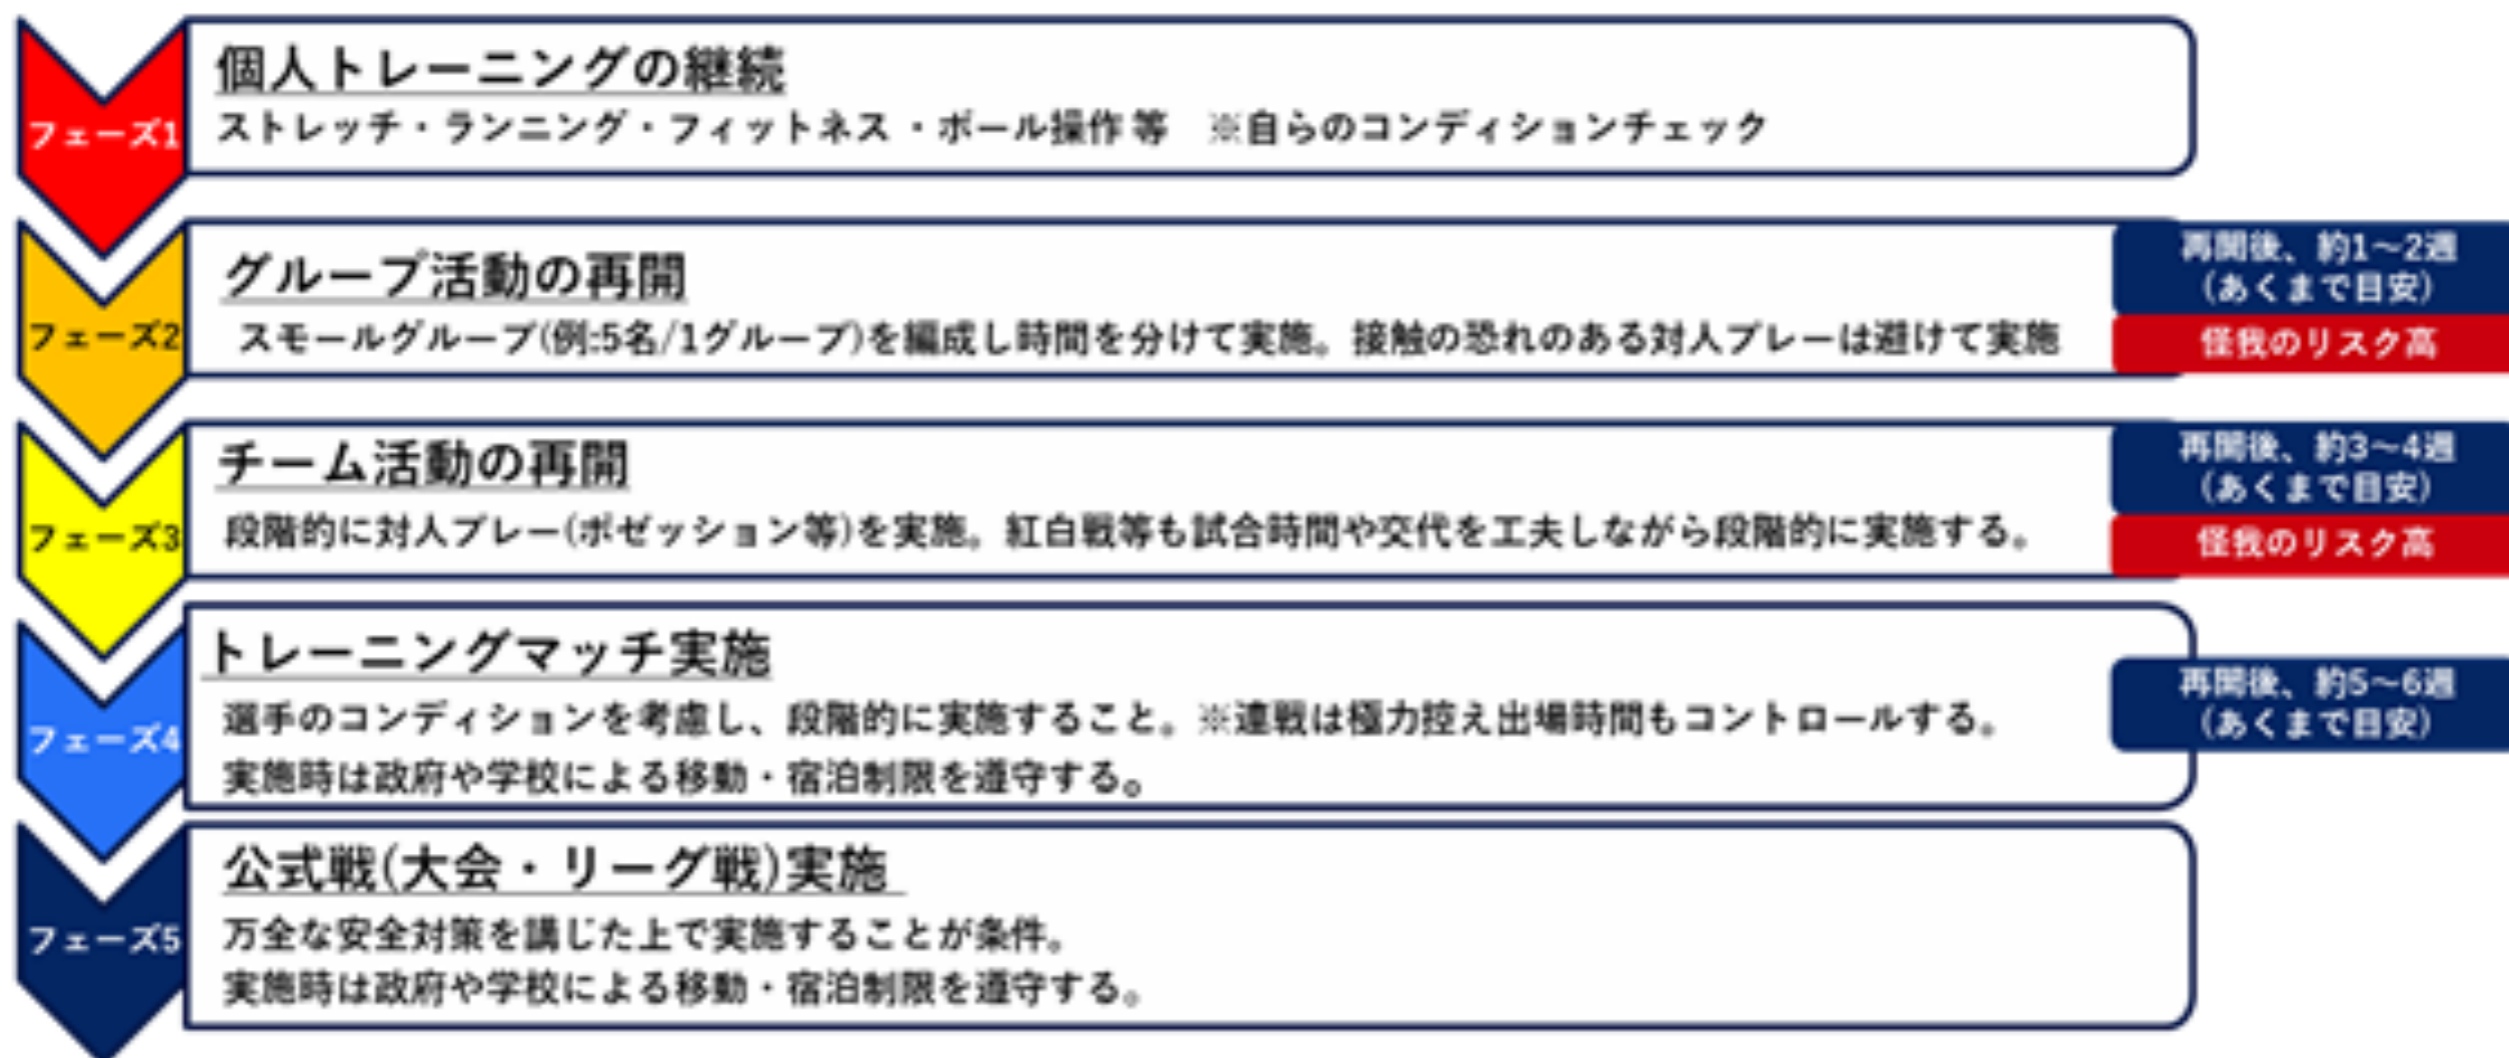 フェーズ1
個人トレーニングの継続
ストレッチ・ランニング・フィットネス・ボール操作 等　※自らのコンディションチェック
フェーズ2
グループ活動の再開
スモールグループ(例:5名/1グループ)を編成し時間を分けて実施。接触の恐れのある対人プレーは避けて実施
再開後、約1～2週
(あくまで目安)
怪我のリスク高
フェーズ3
チーム活動の再開
段階的に対人プレー(ポゼッション等)を実施。紅白戦等も試合時間や交代を工夫しながら段階的に実施する。
再開後、約3～4週
(あくまで目安)
怪我のリスク高
フェーズ4
トレーニングマッチ実施
選手のコンディションを考慮し、段階的に実施すること。※連戦は極力控え出場時間もコントロールする。
実施時は政府や学校による移動・宿泊制限を遵守する。
再開後、約5～6週
(あくまで目安)
フェーズ5
公式戦(大会・リーグ戦)実施
万全な安全対策を講じた上で実施することが条件。
実施時は政府や学校による移動・宿泊制限を遵守する。